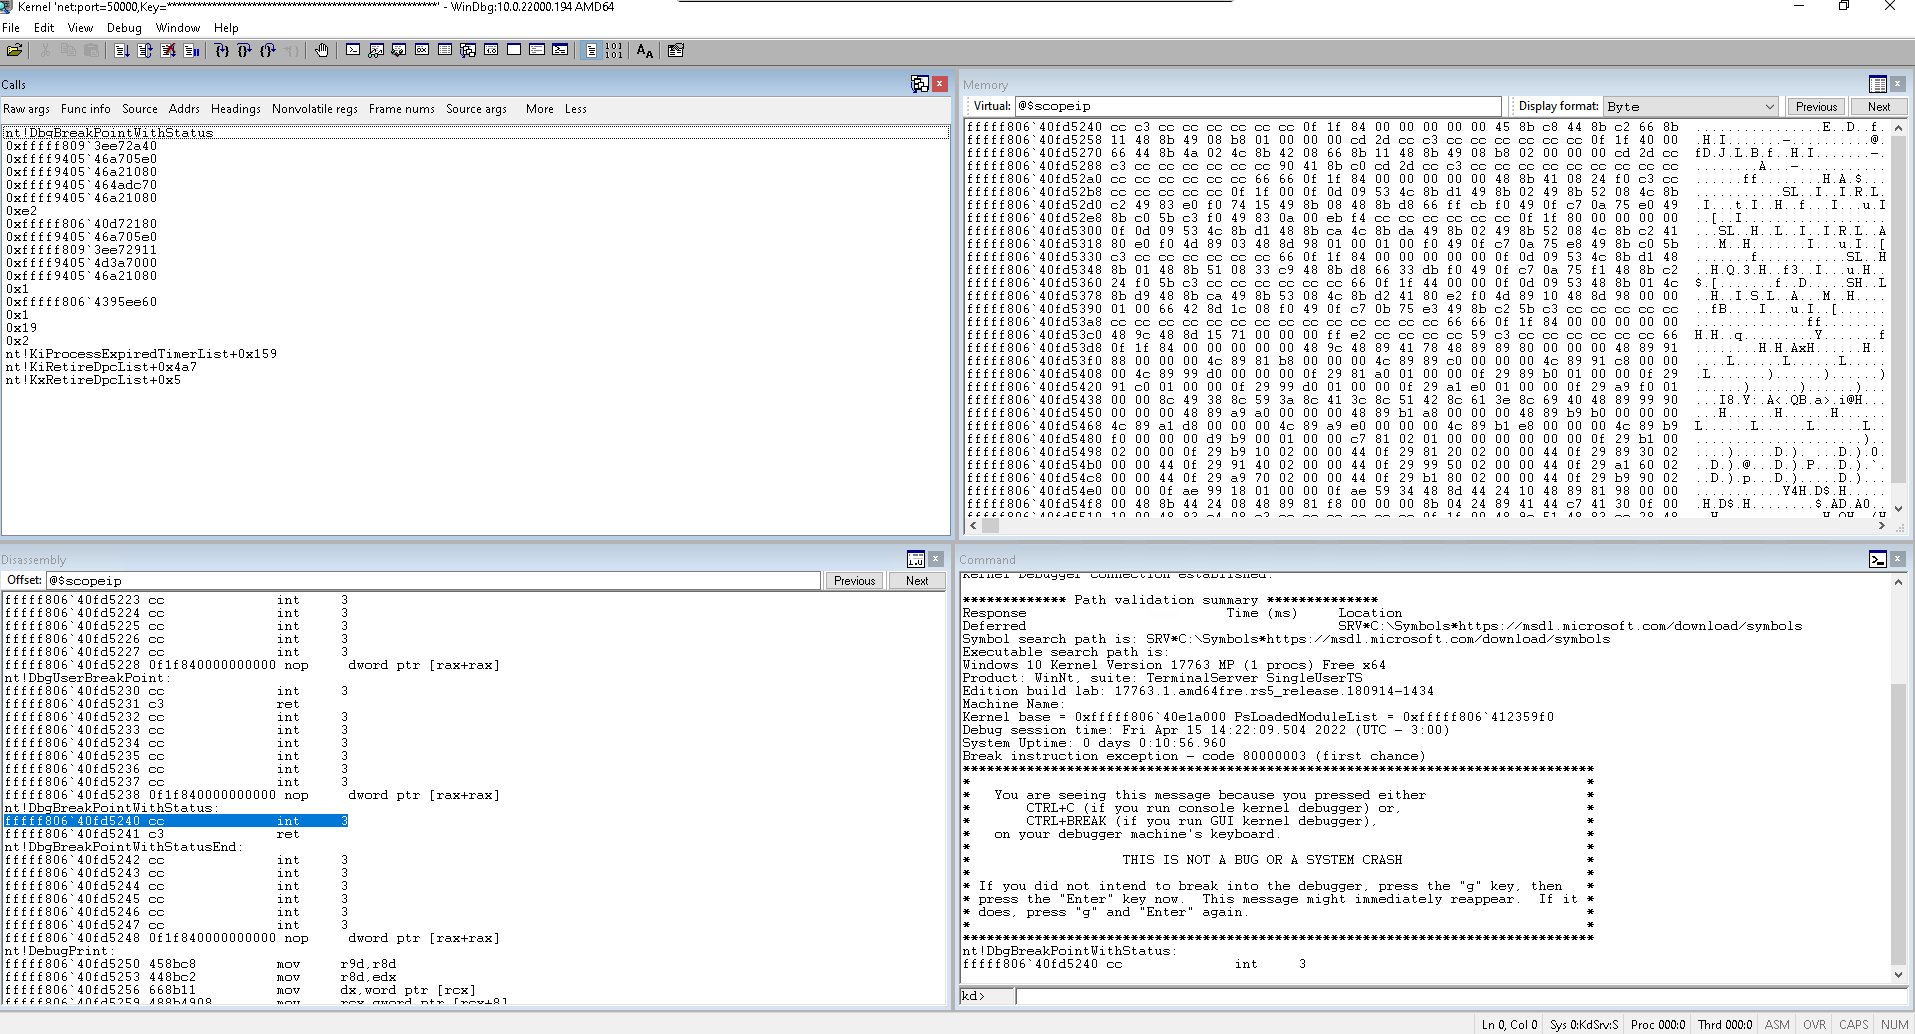 Kernel 'net:port=50000,Key=****************************************************' - WinDbg:10.0.22000.194 AMD64
File Edit View Debug Window Help
Calls
Raw args Func info Source Addrs Headings Nonvolatile regs Frame nums Source args More Less
nt!DbgBreakPointWithStatus
0xfffff809`3ee72a40
0xffff9405`46a705e0
0xffff9405`46a21080
0xffff9405`464adc70
0xffff9405`46a21080
0xe2
0xfffff806`40d72180
0xffff9405`46a705e0
0xfffff809`3ee72911
0xffff9405`4d3a7000
0xffff9405`46a21080
0x1
0xfffff806`4395ee60
0x1
0x19
0x2
nt!KiProcessExpiredTimerList+0x159
nt!KiRetireDpcList+0x4a7
nt!KxRetireDpcList+0x5
Memory
Virtual: @$scopeip Display format: Byte Previous Next
fffff806`40fd5240 cc c3 cc cc cc cc cc cc 0f 1f 84 00 00 00 00 00 45 8b c8 44 8b c2 66 8b
fffff806`40fd5258 11 48 8b 49 08 b8 01 00 00 00 cd 2d cc c3 cc cc cc cc cc cc 0f 1f 40 00
fffff806`40fd5270 66 44 8b 4a 02 4c 8b 42 08 66 8b 11 48 8b 49 08 b8 02 00 00 00 cd 2d cc
fffff806`40fd5288 c3 cc cc cc cc cc cc 90 41 8b c0 cd 2d cc c3 cc cc cc cc cc cc cc cc cc
fffff806`40fd52a0 cc cc cc cc cc cc 66 66 0f 1f 84 00 00 00 00 00 48 8b 41 08 24 f0 c3 cc
fffff806`40fd52b8 cc cc cc cc cc cc 0f 1f 00 0f 0d 09 53 4c 8b d1 49 8b 02 49 8b 52 08 4c 8b
fffff806`40fd52d0 c2 49 83 e0 f0 74 15 49 8b 08 48 8b d8 66 ff cb f0 49 0f c7 0a 75 e0 49
fffff806`40fd52e8 8b c0 5b c3 f0 49 83 0a 00 eb f4 cc cc cc cc cc cc 0f 1f 80 00 00 00 00
fffff806`40fd5300 0f 0d 09 53 4c 8b d1 48 8b ca 4c 8b da 49 8b 02 49 8b 52 08 4c 8b c2 41
fffff806`40fd5318 80 e0 f0 4d 89 03 48 8d 98 01 00 01 00 f0 49 0f c7 0a 75 e8 49 8b c0 5b
fffff806`40fd5330 c3 cc cc cc cc cc cc 66 0f 1f 84 00 00 00 00 00 0f 0d 09 53 4c 8b d1 48
fffff806`40fd5348 8b 01 48 8b 51 08 33 c9 48 8b d8 66 33 db f0 49 0f c7 0a 75 f1 48 8b c2
fffff806`40fd5360 24 f0 5b c3 cc cc cc cc cc cc 66 0f 1f 44 00 00 0f 0d 09 53 48 8b 01 4c
fffff806`40fd5378 8b d9 48 8b ca 49 8b 53 08 4c 8b d2 41 80 e2 f0 4d 89 10 48 8d 98 00 00
fffff806`40fd5390 01 00 66 42 8d 1c 08 f0 49 0f c7 0b 75 e3 49 8b c2 5b c3 cc cc cc cc cc
fffff806`40fd53a8 cc cc cc cc cc cc cc cc cc cc cc cc cc cc 66 66 0f 1f 84 00 00 00 00 00
fffff806`40fd53c0 48 9c 48 8d 15 71 00 00 00 ff e2 cc cc cc cc 59 c3 cc cc cc cc cc cc 66
fffff806`40fd53d8 0f 1f 84 00 00 00 00 00 48 9c 48 89 41 78 48 89 89 80 00 00 00 48 89 91
fffff806`40fd53f0 88 00 00 00 4c 89 81 b8 00 00 00 4c 89 89 c0 00 00 00 4c 89 91 c8 00 00
fffff806`40fd5408 00 4c 89 99 d0 00 00 00 0f 29 81 a0 01 00 00 0f 29 89 b0 01 00 00 0f 29
fffff806`40fd5420 91 c0 01 00 00 0f 29 99 d0 01 00 00 0f 29 a1 e0 01 00 00 0f 29 a9 f0 01
fffff806`40fd5438 00 00 8c 49 38 8c 59 3a 8c 41 3c 8c 51 42 8c 61 3e 8c 69 40 48 89 99 90
fffff806`40fd5450 00 00 00 48 89 a9 a0 00 00 00 48 89 b1 a8 00 00 00 48 89 b9 b0 00 00 00
fffff806`40fd5468 4c 89 a1 d8 00 00 00 4c 89 a9 e0 00 00 00 4c 89 b1 e8 00 00 00 4c 89 b9
fffff806`40fd5480 f0 00 00 00 d9 b9 00 01 00 00 c7 81 02 01 00 00 00 00 00 00 0f 29 b1 00
fffff806`40fd5498 02 00 00 0f 29 b9 10 02 00 00 44 0f 29 81 20 02 00 00 44 0f 29 89 30 02
fffff806`40fd54b0 00 00 44 0f 29 91 40 02 00 00 44 0f 29 99 50 02 00 00 44 0f 29 a1 60 02
fffff806`40fd54c8 00 00 44 0f 29 a9 70 02 00 00 44 0f 29 b1 80 02 00 00 44 0f 29 b9 90 02
fffff806`40fd54e0 00 00 0f ae 99 18 01 00 00 0f ae 59 34 48 8d 44 24 10 48 89 81 98 00 00
fffff806`40fd54f8 00 48 8b 44 24 08 48 89 81 f8 00 00 00 8b 04 24 89 41 44 c7 41 30 0f 00
Disassembly
Offset: @$scopeip Previous Next
fffff806`40fd5223 cc int 3
fffff806`40fd5224 cc int 3
fffff806`40fd5225 cc int 3
fffff806`40fd5226 cc int 3
fffff806`40fd5227 cc int 3
fffff806`40fd5228 0f1f840000000000 nop dword ptr [rax+rax]
nt!DbgUserBreakPoint:
fffff806`40fd5230 cc int 3
fffff806`40fd5231 c3 ret
fffff806`40fd5232 cc int 3
fffff806`40fd5233 cc int 3
fffff806`40fd5234 cc int 3
fffff806`40fd5235 cc int 3
fffff806`40fd5236 cc int 3
fffff806`40fd5237 cc int 3
fffff806`40fd5238 0f1f840000000000 nop dword ptr [rax+rax]
nt!DbgBreakPointWithStatus:
fffff806`40fd5240 cc int 3
fffff806`40fd5241 c3 ret
nt!DbgBreakPointWithStatusEnd:
fffff806`40fd5242 cc int 3
fffff806`40fd5243 cc int 3
fffff806`40fd5244 cc int 3
fffff806`40fd5245 cc int 3
fffff806`40fd5246 cc int 3
fffff806`40fd5247 cc int 3
fffff806`40fd5248 0f1f840000000000 nop dword ptr [rax+rax]
nt!DebugPrint:
fffff806`40fd5250 458bc8 mov r9d,r8d
fffff806`40fd5253 448bc2 mov r8d,edx
fffff806`40fd5256 668b11 mov dx,word ptr [rcx]
fffff806`40fd5259 488b4908 mov rcx,qword ptr [rcx+8]
Command
Kernel Debugger connection established.
************* Path validation summary **************
Response Time (ms) Location
Deferred SRV*C:\Symbols*https://msdl.microsoft.com/download/symbols
Symbol search path is: SRV*C:\Symbols*https://msdl.microsoft.com/download/symbols
Executable search path is:
Windows 10 Kernel Version 17763 MP (1 procs) Free x64
Product: WinNt, suite: TerminalServer SingleUserTS
Edition build lab: 17763.1.amd64fre.rs5_release.180914-1434
Machine Name:
Kernel base = 0xfffff806`40e1a000 PsLoadedModuleList = 0xfffff806`412359f0
Debug session time: Fri Apr 15 14:22:09.504 2022 (UTC - 3:00)
System Uptime: 0 days 0:10:56.960
Break instruction exception - code 80000003 (first chance)
*******************************************************************************
* *
* You are seeing this message because you pressed either *
* CTRL+C (if you run console kernel debugger) or, *
* CTRL+BREAK (if you run GUI kernel debugger), *
* on your debugger machine's keyboard. *
* *
* THIS IS NOT A BUG OR A SYSTEM CRASH *
* *
* If you did not intend to break into the debugger, press the "g" key, then *
* press the "Enter" key now. This message might immediately reappear. If it *
* does, press "g" and "Enter" again. *
* *
*******************************************************************************
nt!DbgBreakPointWithStatus:
fffff806`40fd5240 cc int 3
kd>
Ln 0, Col 0 Sys 0:KdSrv:S Proc 000:0 Thrd 000:0 ASM OVR CAPS NUM